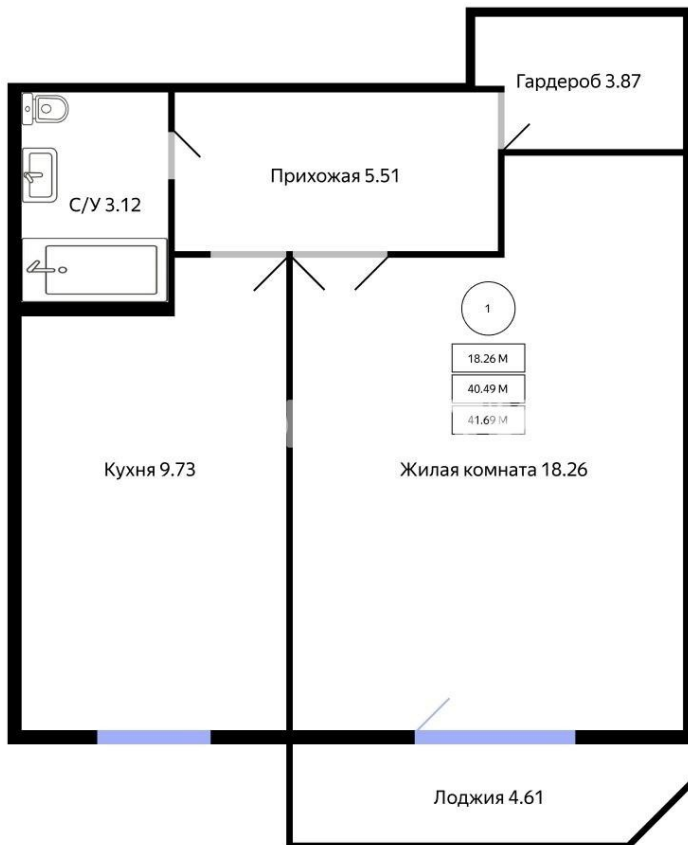 Гардероб 3.87
Прихожая 5.51
С/У 3.12
1
18.26 М
40.49 М
41.69 М
Кухня 9.73
Жилая комната 18.26
Лоджия 4.61